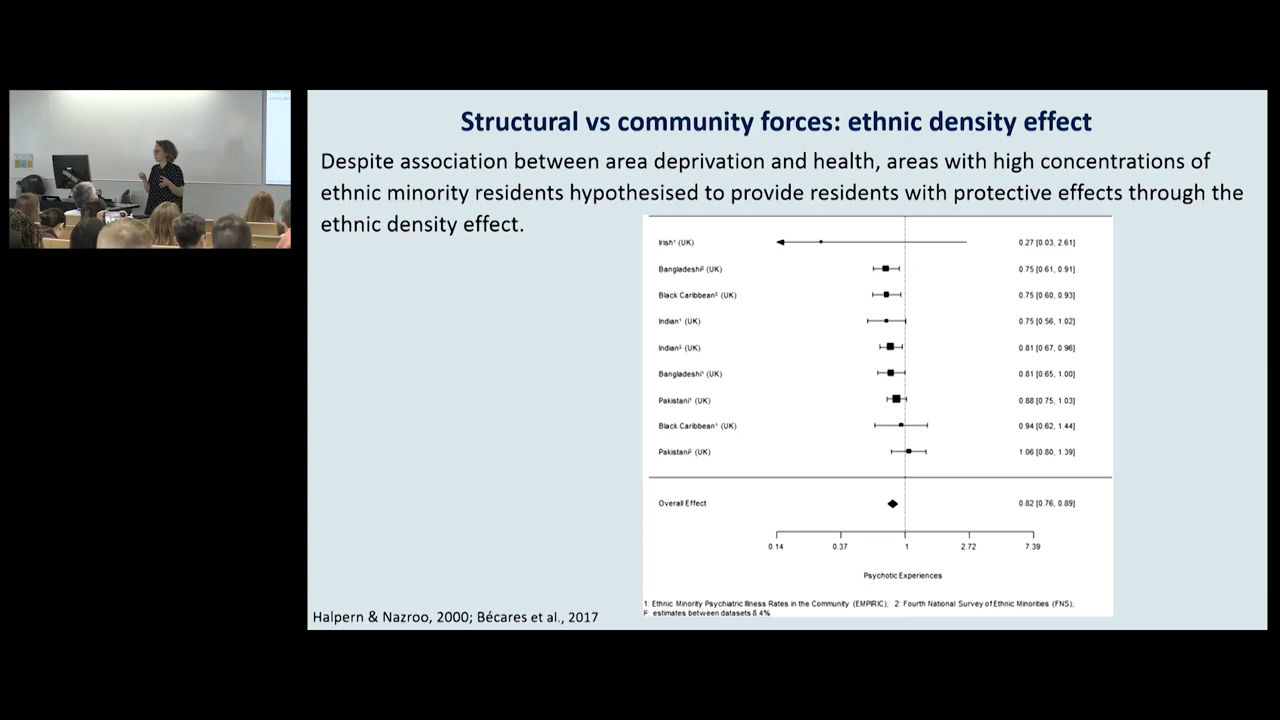 Structural vs community forces: ethnic density effect
Despite association between area deprivation and health, areas with high concentrations of
ethnic minority residents hypothesised to provide residents with protective effects through the
ethnic density effect.
Irish¹ (UK) 0.27 [0.03, 2.61]
Bangladeshi² (UK) 0.75 [0.61, 0.91]
Black Caribbean² (UK) 0.75 [0.60, 0.93]
Indian¹ (UK) 0.75 [0.56, 1.02]
Indian² (UK) 0.81 [0.67, 0.96]
Bangladeshi¹ (UK) 0.81 [0.65, 1.00]
Pakistani¹ (UK) 0.88 [0.75, 1.03]
Black Caribbean¹ (UK) 0.94 [0.62, 1.44]
Pakistani² (UK) 1.06 [0.80, 1.39]
Overall Effect 0.82 [0.76, 0.89]
0.14 0.37 1 2.72 7.39
Psychotic Experiences
1: Ethnic Minority Psychiatric Illness Rates in the Community (EMPIRIC), 2: Fourth National Survey of Ethnic Minorities (FNS),
estimates between datasets 8.4%
Halpern & Nazroo, 2000; Bécares et al., 2017